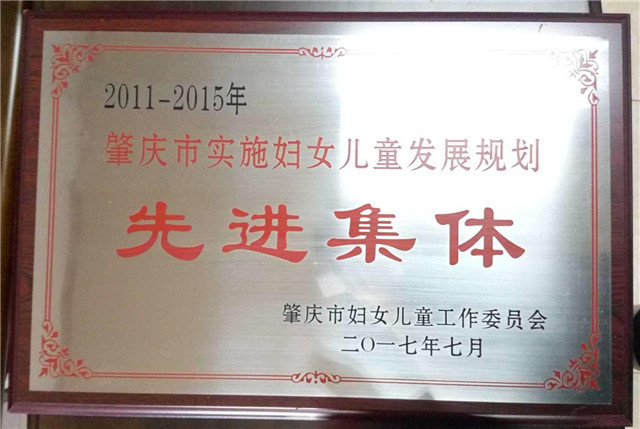 2011-2015年
肇庆市实施妇女儿童发展规划
先进集体
肇庆市妇女儿童工作委员会
二〇一七年七月